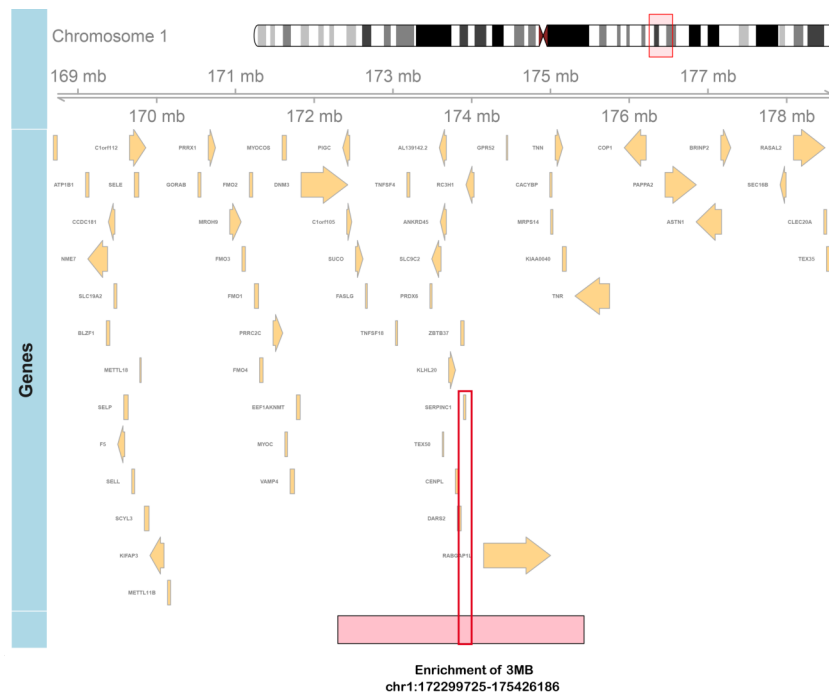 Chromosome 1
169 mb 171 mb 173 mb 175 mb 177 mb
170 mb 172 mb 174 mb 176 mb 178 mb
Genes
C1orf112 PRRX1 MYOCOS PIGC AL139142.2 GPR52 TNN COP1 BRINP2 RASAL2
ATP1B1 SELE GORAB FMO2 DNM3 TNFSF4 RC3H1 CACYBP PAPPA2 SEC16B
CCDC181 MROH9 C1orf105 ANKRD45 MRPS14 ASTN1 CLEC20A
NME7 FMO3 SUCO SLC9C2 KIAA0040 TEX35
SLC19A2 FMO1 FASLG PRDX6 TNR
BLZF1 PRRC2C TNFSF18 ZBTB37
METTL18 FMO4 KLHL20
SELP EEF1AKNMT SERPINC1
F5 MYOC TEX50
SELL VAMP4 CENPL
SCYL3 DARS2
KIFAP3 RABGAP1L
METTL11B
Enrichment of 3MB
chr1:172299725-175426186